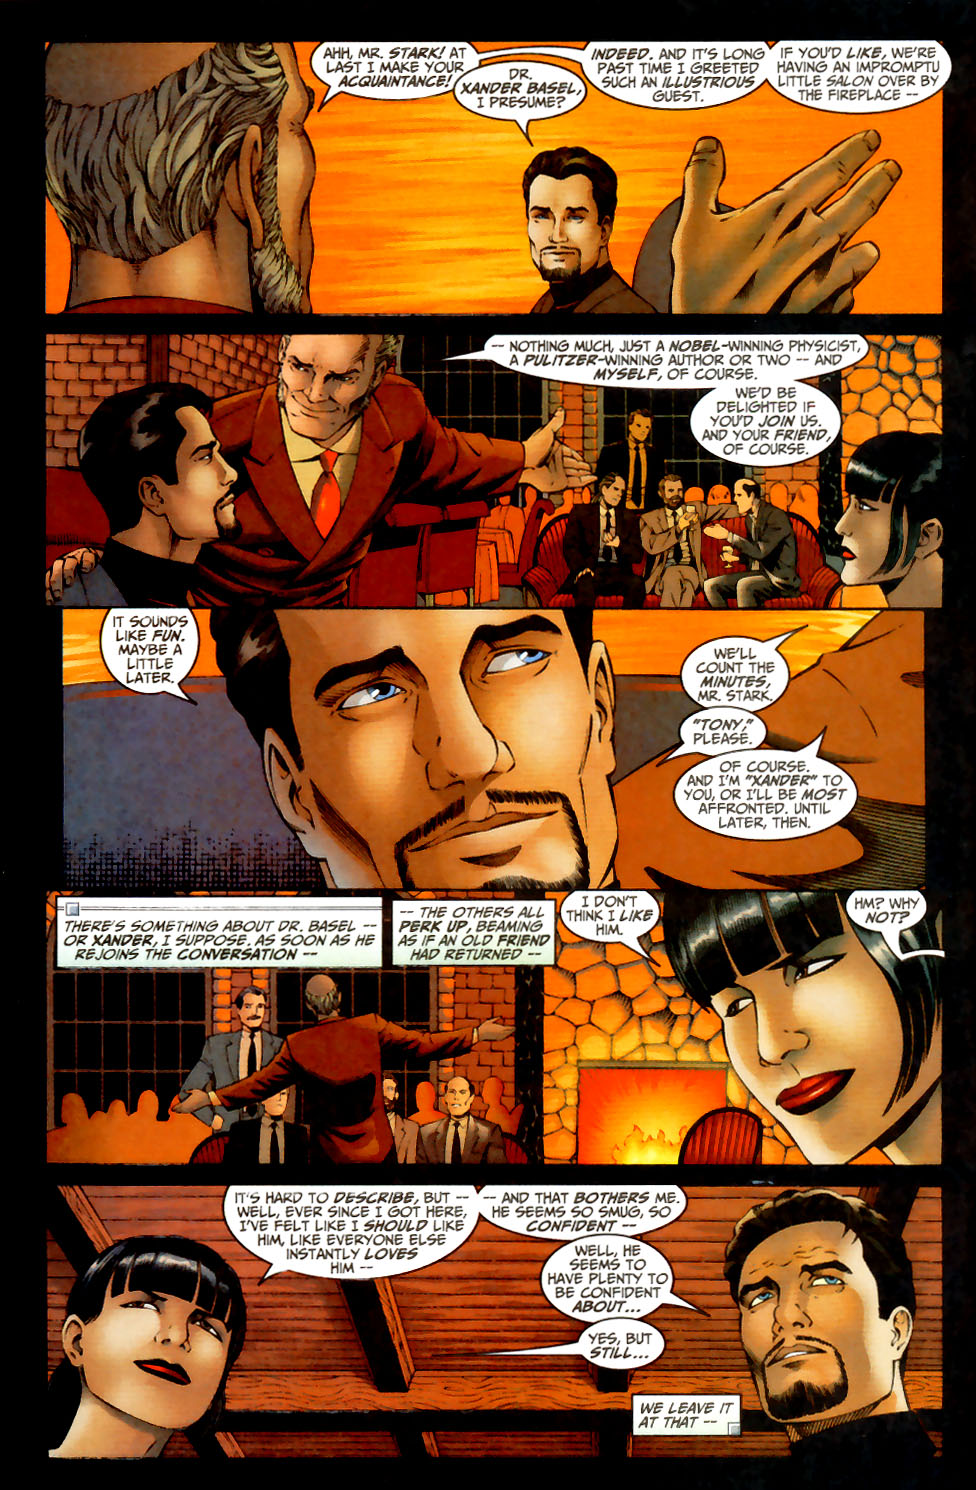 AHH, MR. STARK! AT
LAST I MAKE YOUR
ACQUAINTANCE!
DR.
XANDER BASEL,
I PRESUME?
INDEED. AND IT'S LONG
PAST TIME I GREETED
SUCH AN ILLUSTRIOUS
GUEST.
IF YOU'D LIKE, WE'RE
HAVING AN IMPROMPTU
LITTLE SALON OVER BY
THE FIREPLACE --
-- NOTHING MUCH, JUST A NOBEL-WINNING PHYSICIST,
A PULITZER-WINNING AUTHOR OR TWO -- AND
MYSELF, OF COURSE.
WE'D BE
DELIGHTED IF
YOU'D JOIN US.
AND YOUR FRIEND,
OF COURSE.
IT SOUNDS
LIKE FUN.
MAYBE A
LITTLE
LATER.
WE'LL
COUNT THE
MINUTES,
MR. STARK.
"TONY,"
PLEASE.
OF COURSE.
AND I'M "XANDER" TO
YOU, OR I'LL BE MOST
AFFRONTED. UNTIL
LATER, THEN.
THERE'S SOMETHING ABOUT DR. BASEL --
OR XANDER, I SUPPOSE. AS SOON AS HE
REJOINS THE CONVERSATION --
-- THE OTHERS ALL
PERK UP, BEAMING
AS IF AN OLD FRIEND
HAD RETURNED --
I DON'T
THINK I LIKE
HIM.
HM? WHY
NOT?
IT'S HARD TO DESCRIBE, BUT --
WELL, EVER SINCE I GOT HERE,
I'VE FELT LIKE I SHOULD LIKE
HIM, LIKE EVERYONE ELSE
INSTANTLY LOVES
HIM --
-- AND THAT BOTHERS ME.
HE SEEMS SO SMUG, SO
CONFIDENT --
WELL, HE
SEEMS TO
HAVE PLENTY TO
BE CONFIDENT
ABOUT...
YES, BUT
STILL...
WE LEAVE IT
AT THAT --